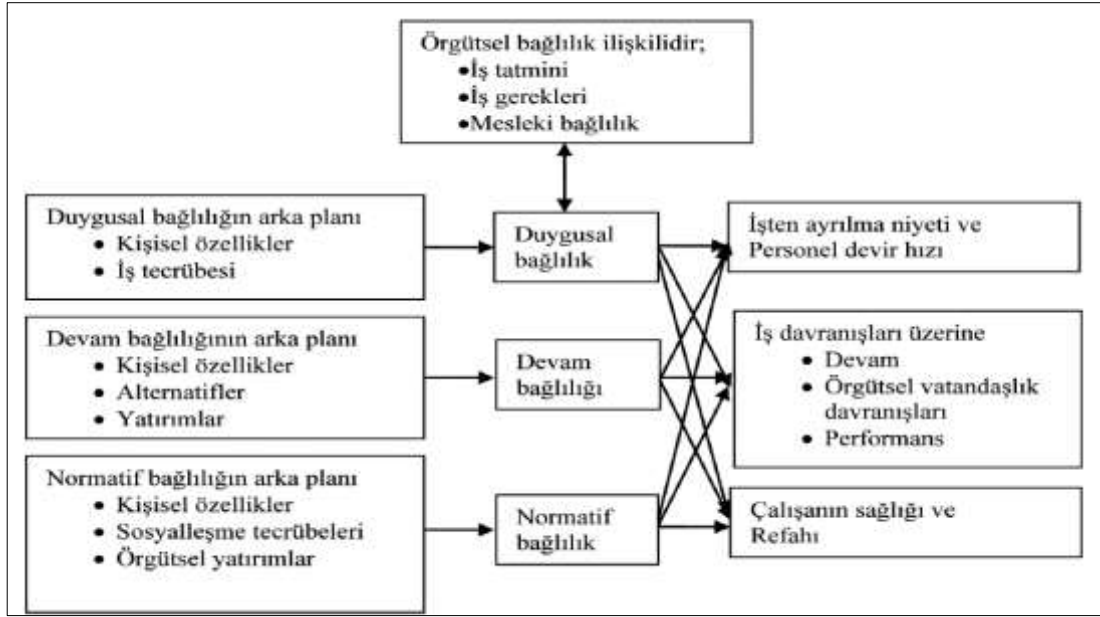 Örgütsel bağlılık ilişkilidir;
•İş tatmini
•İş gerekleri
•Mesleki bağlılık
Duygusal bağlılığın arka planı
• Kişisel özellikler
• İş tecrübesi
Duygusal
bağlılık
İşten ayrılma niyeti ve
Personel devir hızı
Devam bağlılığının arka planı
• Kişisel özellikler
• Alternatifler
• Yatırımlar
Devam
bağlılığı
İş davranışları üzerine
• Devam
• Örgütsel vatandaşlık
davranışları
• Performans
Normatif bağlılığın arka planı
• Kişisel özellikler
• Sosyalleşme tecrübeleri
• Örgütsel yatırımlar
Normatif
bağlılık
Çalışanın sağlığı ve
Refahı